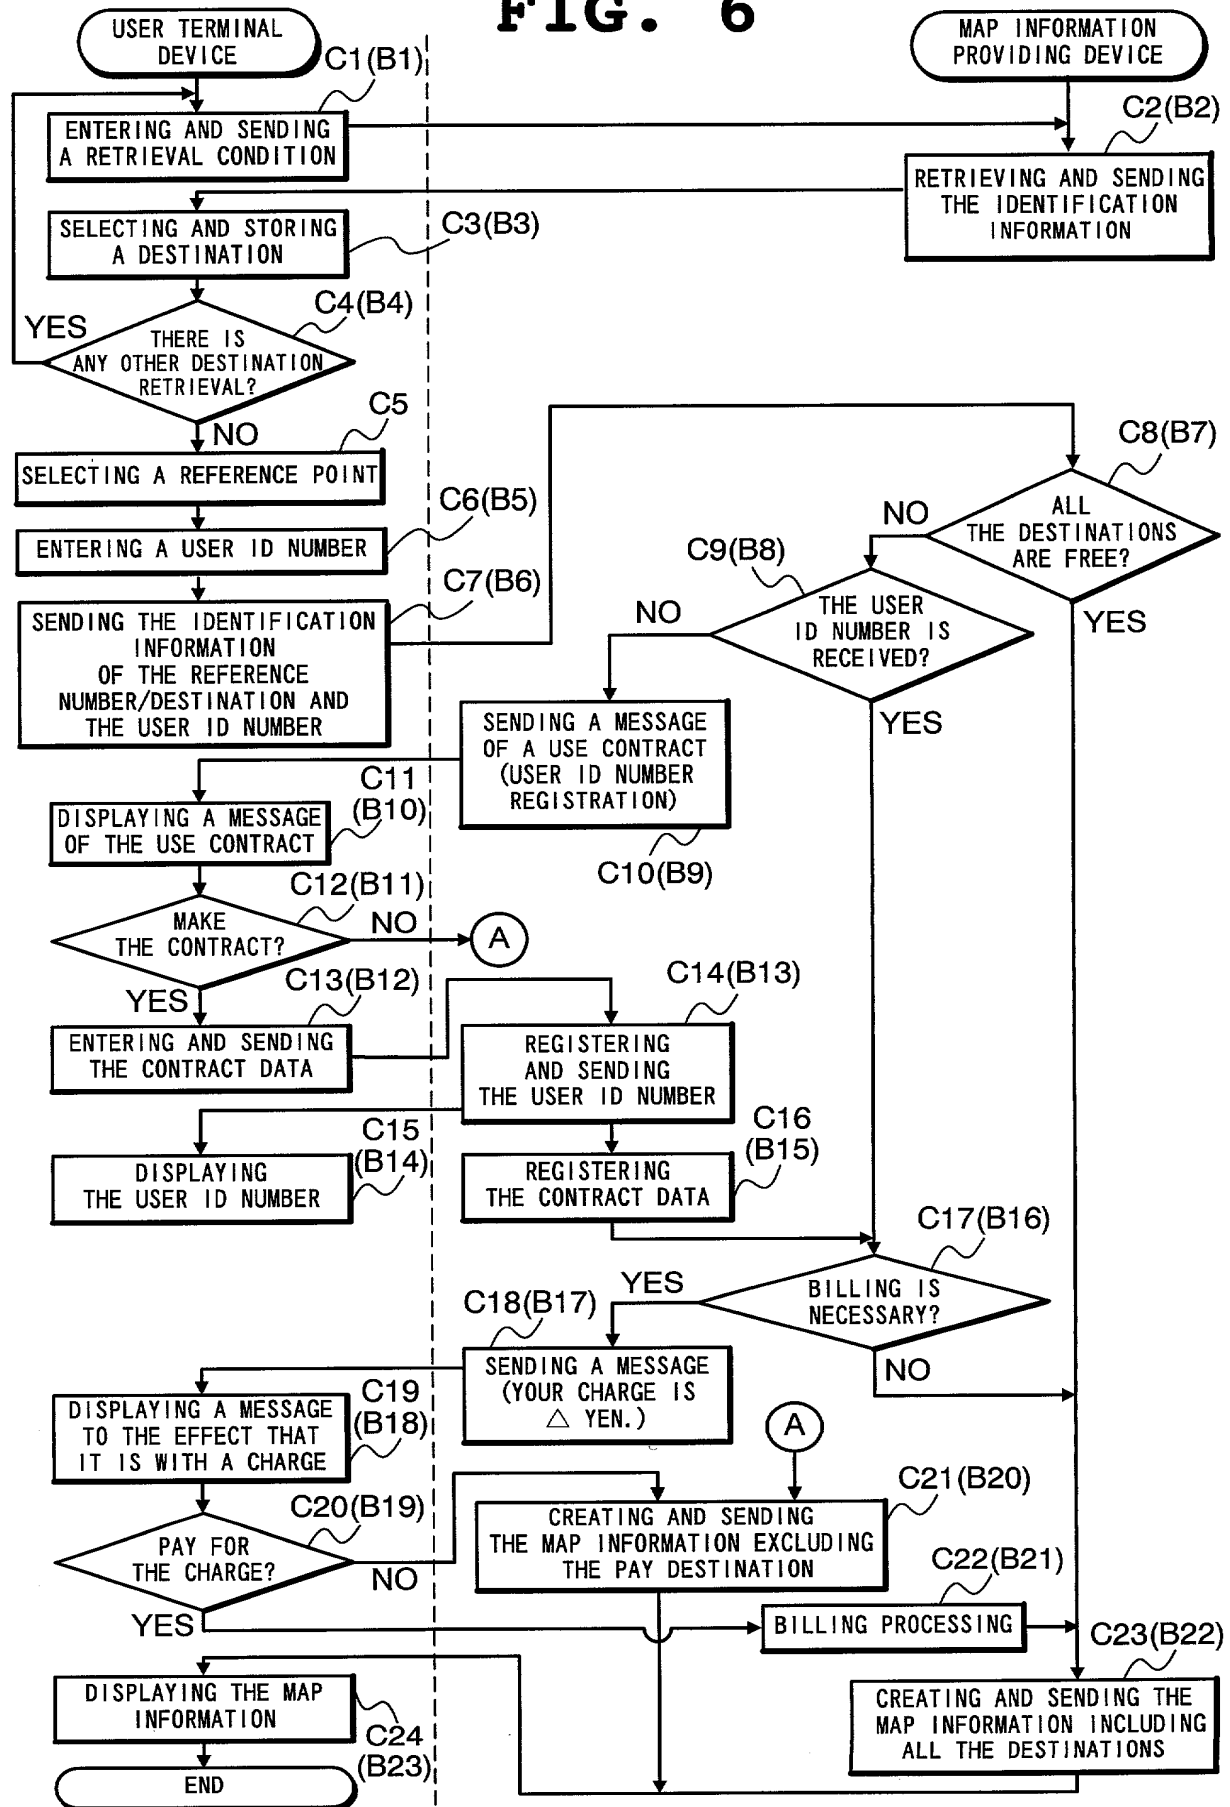 FIG. 6
USER TERMINAL
DEVICE
MAP INFORMATION
PROVIDING DEVICE
C1(B1)
ENTERING AND SENDING
A RETRIEVAL CONDITION
C2(B2)
RETRIEVING AND SENDING
THE IDENTIFICATION
INFORMATION
SELECTING AND STORING
A DESTINATION
C3(B3)
C4(B4)
YES
THERE IS
ANY OTHER DESTINATION
RETRIEVAL?
NO
C5
SELECTING A REFERENCE POINT
C6(B5)
ENTERING A USER ID NUMBER
C7(B6)
SENDING THE IDENTIFICATION
INFORMATION
OF THE REFERENCE
NUMBER/DESTINATION AND
THE USER ID NUMBER
C8(B7)
ALL
THE DESTINATIONS
ARE FREE?
NO
YES
C9(B8)
THE USER
ID NUMBER IS
RECEIVED?
NO
YES
SENDING A MESSAGE
OF A USE CONTRACT
(USER ID NUMBER
REGISTRATION)
C10(B9)
C11
(B10)
DISPLAYING A MESSAGE
OF THE USE CONTRACT
C12(B11)
MAKE
THE CONTRACT?
NO
A
YES
C13(B12)
ENTERING AND SENDING
THE CONTRACT DATA
C14(B13)
REGISTERING
AND SENDING
THE USER ID NUMBER
C15
(B14)
DISPLAYING
THE USER ID NUMBER
C16
(B15)
REGISTERING
THE CONTRACT DATA
C17(B16)
BILLING IS
NECESSARY?
YES
NO
C18(B17)
SENDING A MESSAGE
(YOUR CHARGE IS
△ YEN.)
C19
(B18)
DISPLAYING A MESSAGE
TO THE EFFECT THAT
IT IS WITH A CHARGE
A
C20(B19)
PAY FOR
THE CHARGE?
NO
YES
C21(B20)
CREATING AND SENDING
THE MAP INFORMATION EXCLUDING
THE PAY DESTINATION
C22(B21)
BILLING PROCESSING
C23(B22)
CREATING AND SENDING THE
MAP INFORMATION INCLUDING
ALL THE DESTINATIONS
DISPLAYING THE MAP
INFORMATION
C24
(B23)
END